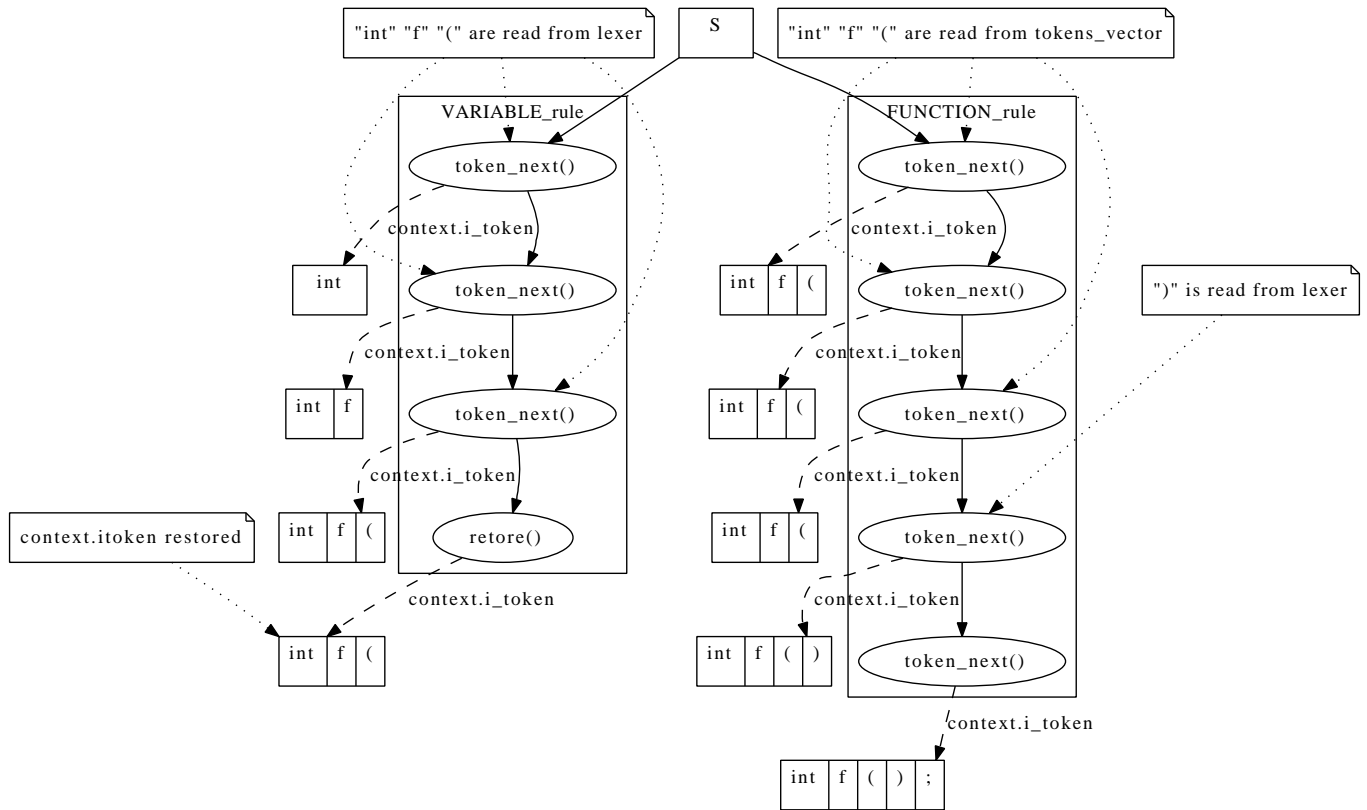 "int" "f" "(" are read from lexer
S
"int" "f" "(" are read from tokens_vector
VARIABLE_rule
FUNCTION_rule
token_next()
token_next()
context.i_token
context.i_token
int
token_next()
int f (
token_next()
")" is read from lexer
context.i_token
context.i_token
int f
token_next()
int f (
token_next()
context.i_token
context.i_token
context.itoken restored
int f (
retore()
int f (
token_next()
context.i_token
context.i_token
int f (
int f ( )
token_next()
context.i_token
int f ( ) ;